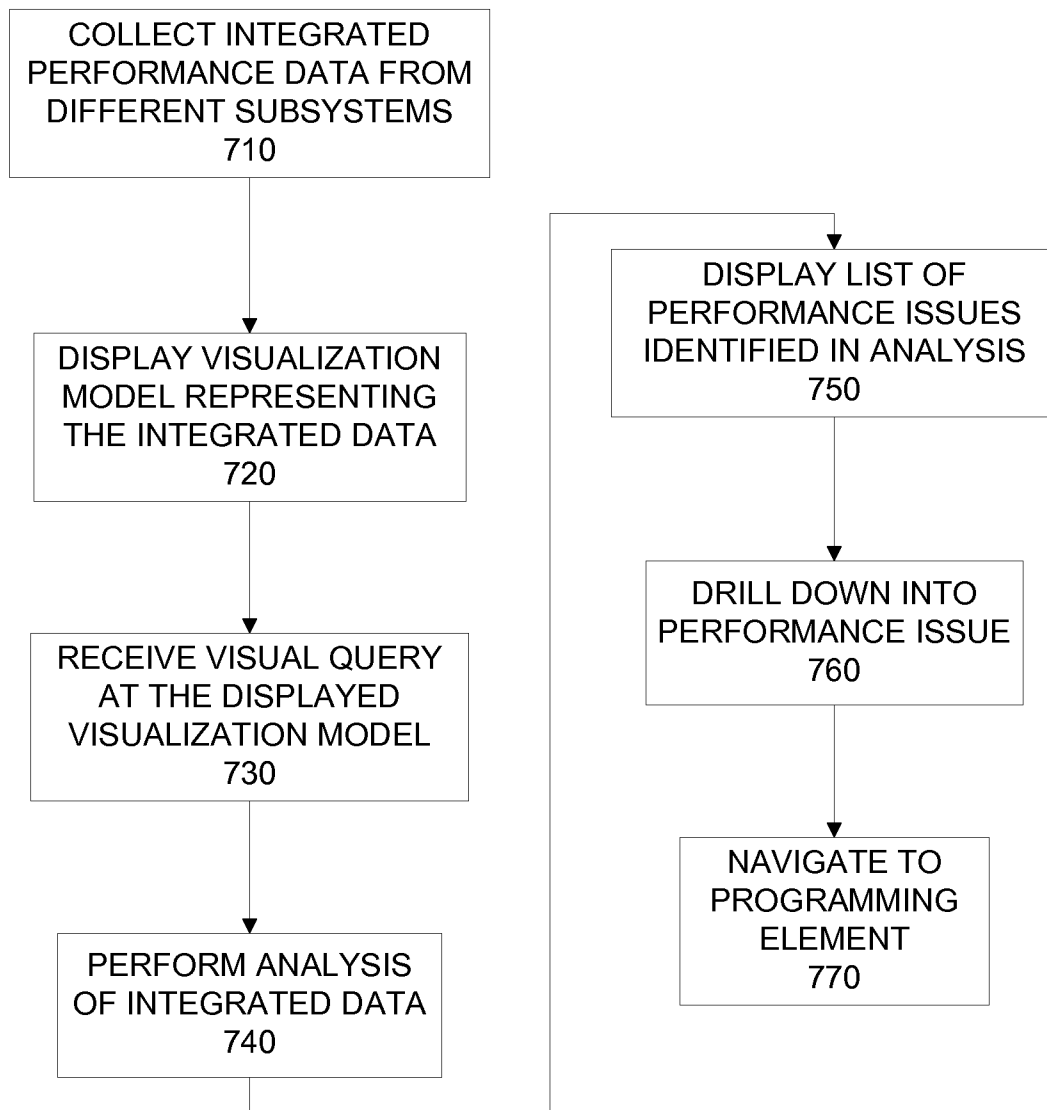 COLLECT INTEGRATED
PERFORMANCE DATA FROM
DIFFERENT SUBSYSTEMS
710
DISPLAY VISUALIZATION
MODEL REPRESENTING
THE INTEGRATED DATA
720
RECEIVE VISUAL QUERY
AT THE DISPLAYED
VISUALIZATION MODEL
730
PERFORM ANALYSIS
OF INTEGRATED DATA
740
DISPLAY LIST OF
PERFORMANCE ISSUES
IDENTIFIED IN ANALYSIS
750
DRILL DOWN INTO
PERFORMANCE ISSUE
760
NAVIGATE TO
PROGRAMMING
ELEMENT
770